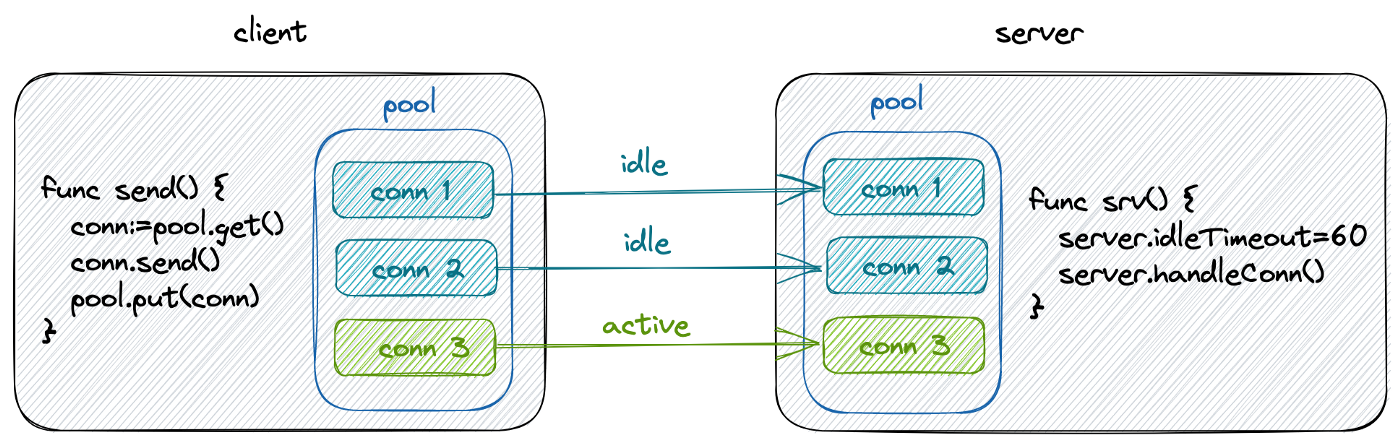 client
server
pool
func send() {
conn:=pool.get()
conn.send()
pool.put(conn)
}
conn 1
conn 2
conn 3
idle
idle
active
pool
conn 1
conn 2
conn 3
func srv() {
server.idleTimeout=60
server.handleConn()
}